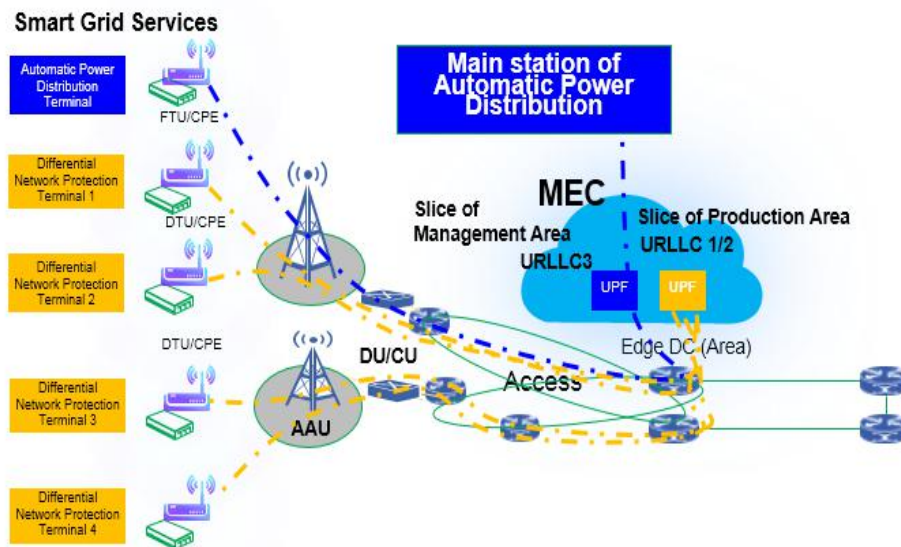 Smart Grid Services
Automatic Power
Distribution
Terminal
FTU/CPE
Differential
Network Protection
Terminal 1
DTU/CPE
Differential
Network Protection
Terminal 2
DTU/CPE
Differential
Network Protection
Terminal 3
Differential
Network Protection
Terminal 4
AAU
DU/CU
Main station of
Automatic Power
Distribution
MEC
Slice of
Management Area
URLLC3
Slice of Production Area
URLLC 1/2
UPF
UPF
Edge DC (Area)
Access